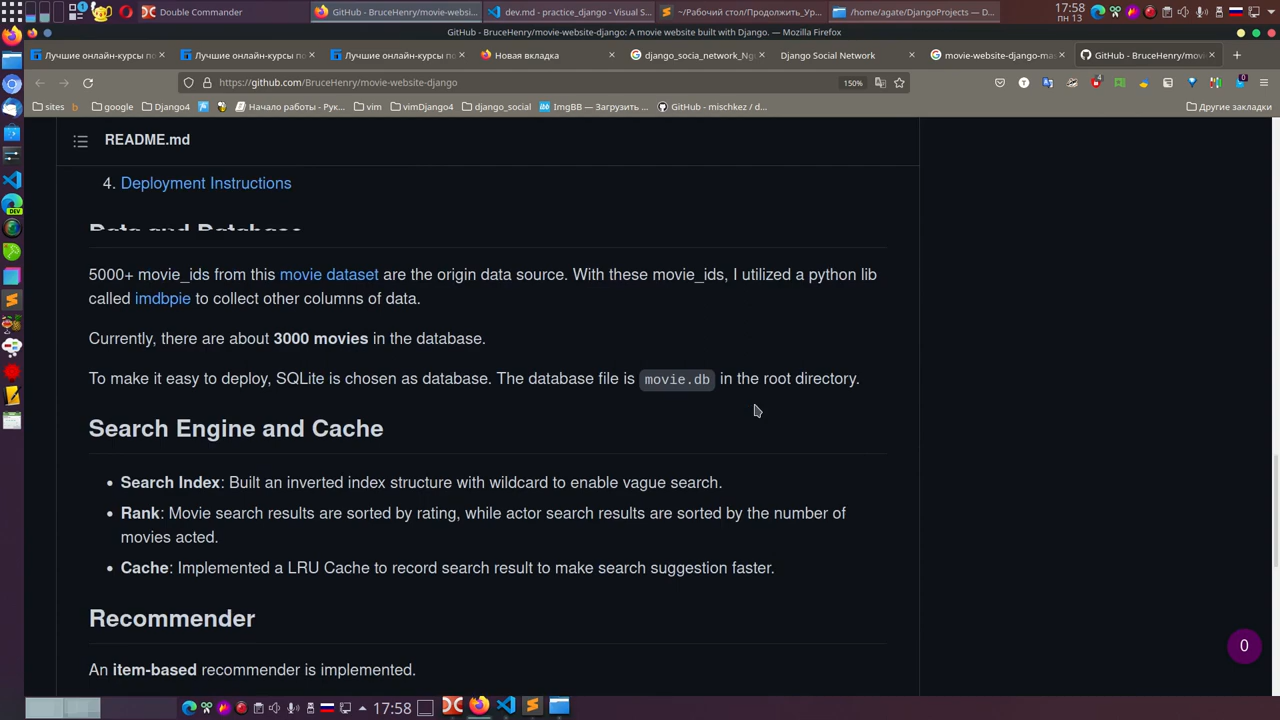 Double Commander
GitHub - BruceHenry/movie-websi...
dev.md - practice_django - Visual S...
~/Рабочий стол/Продолжить_Ур...
/home/agate/DjangoProjects — D...
17:58
пн 13
GitHub - BruceHenry/movie-website-django: A movie website built with Django. — Mozilla Firefox
Лучшие онлайн-курсы по
Лучшие онлайн-курсы по
Лучшие онлайн-курсы по
Новая вкладка
django_socia_network_Ng
Django Social Network
movie-website-django-mas
GitHub - BruceHenry/movi
https://github.com/BruceHenry/movie-website-django
150%
4
0
sites
b
google
Django4
Начало работы - Рук...
vim
vimDjango4
django_social
ImgBB — Загрузить ...
GitHub - mischkez / d...
Другие закладки
README.md
4. Deployment Instructions
Data and Database
5000+ movie_ids from this movie dataset are the origin data source. With these movie_ids, I utilized a python lib
called imdbpie to collect other columns of data.
Currently, there are about 3000 movies in the database.
To make it easy to deploy, SQLite is chosen as database. The database file is movie.db in the root directory.
Search Engine and Cache
• Search Index: Built an inverted index structure with wildcard to enable vague search.
• Rank: Movie search results are sorted by rating, while actor search results are sorted by the number of
movies acted.
• Cache: Implemented a LRU Cache to record search result to make search suggestion faster.
Recommender
An item-based recommender is implemented.
0
DEV
17:58